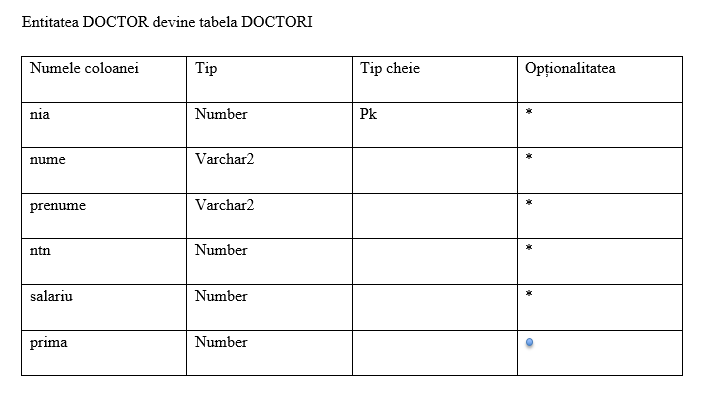 Entitatea DOCTOR devine tabela DOCTORI
Numele coloanei Tip Tip cheie Opționalitatea
nia Number Pk *
nume Varchar2 *
prenume Varchar2 *
ntn Number *
salariu Number *
prima Number